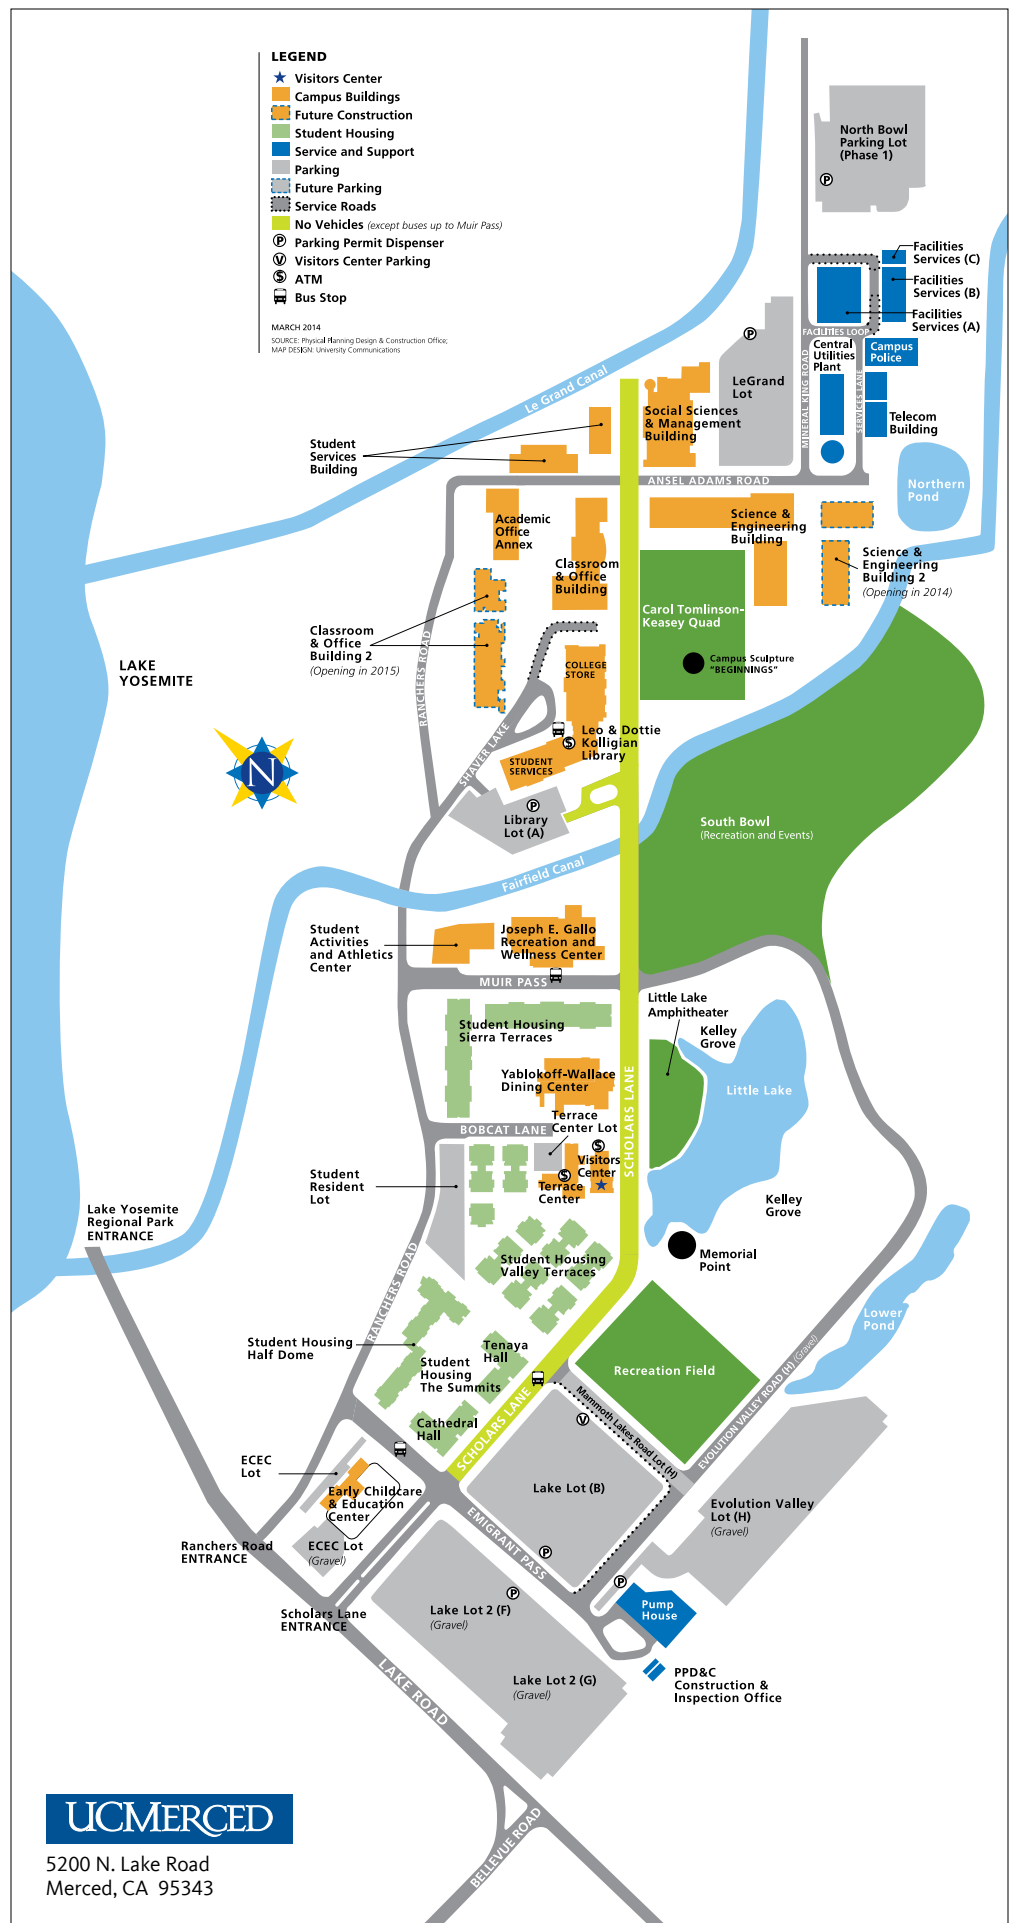 LEGEND
Visitors Center
Campus Buildings
Future Construction
Student Housing
Service and Support
Parking
Future Parking
Service Roads
No Vehicles (except buses up to Muir Pass)
P Parking Permit Dispenser
V Visitors Center Parking
$ ATM
Bus Stop
MARCH 2014
SOURCE: Physical Planning Design & Construction Office;
MAP DESIGN: University Communications
North Bowl
Parking Lot
(Phase 1)
P
Facilities
Services (C)
Facilities
Services (B)
Facilities
Services (A)
FACILITIES LOOP
Central
Utilities
Plant
Campus
Police
MINERAL KING ROAD
SERVICES LANE
Telecom
Building
P
LeGrand
Lot
Le Grand Canal
Social Sciences
& Management
Building
Student
Services
Building
ANSEL ADAMS ROAD
Northern
Pond
Academic
Office
Annex
Science &
Engineering
Building
Classroom
& Office
Building
Science &
Engineering
Building 2
(Opening in 2014)
Carol Tomlinson-
Keasey Quad
Classroom
& Office
Building 2
(Opening in 2015)
RANCHERS ROAD
LAKE
YOSEMITE
COLLEGE
STORE
Campus Sculpture
"BEGINNINGS"
N
SHAVER LAKE
$
Leo & Dottie
Kolligian
Library
STUDENT
SERVICES
P
Library
Lot (A)
South Bowl
(Recreation and Events)
Fairfield Canal
Student
Activities
and Athletics
Center
Joseph E. Gallo
Recreation and
Wellness Center
MUIR PASS
Little Lake
Amphitheater
Kelley
Grove
Student Housing
Sierra Terraces
Yablokoff-Wallace
Dining Center
SCHOLARS LANE
Little Lake
BOBCAT LANE
Terrace
Center Lot
$
Visitors
Center
$
Terrace
Center
Student
Resident
Lot
Kelley
Grove
Lake Yosemite
Regional Park
ENTRANCE
Memorial
Point
Student Housing
Valley Terraces
RANCHERS ROAD
Lower
Pond
Student Housing
Half Dome
Tenaya
Hall
Student
Housing
The Summits
Recreation Field
EVOLUTION VALLEY ROAD (H) (Gravel)
Mammoth Lakes Road Lot (H)
Cathedral
Hall
SCHOLARS LANE
V
ECEC
Lot
Early Childcare
& Education
Center
Lake Lot (B)
Evolution Valley
Lot (H)
(Gravel)
EMIGRANT PASS
Ranchers Road
ENTRANCE
ECEC Lot
(Gravel)
P
P
P
Scholars Lane
ENTRANCE
Lake Lot 2 (F)
(Gravel)
Pump
House
LAKE ROAD
Lake Lot 2 (G)
(Gravel)
PPD&C
Construction &
Inspection Office
BELLEVUE ROAD
UCMERCED
5200 N. Lake Road
Merced, CA 95343